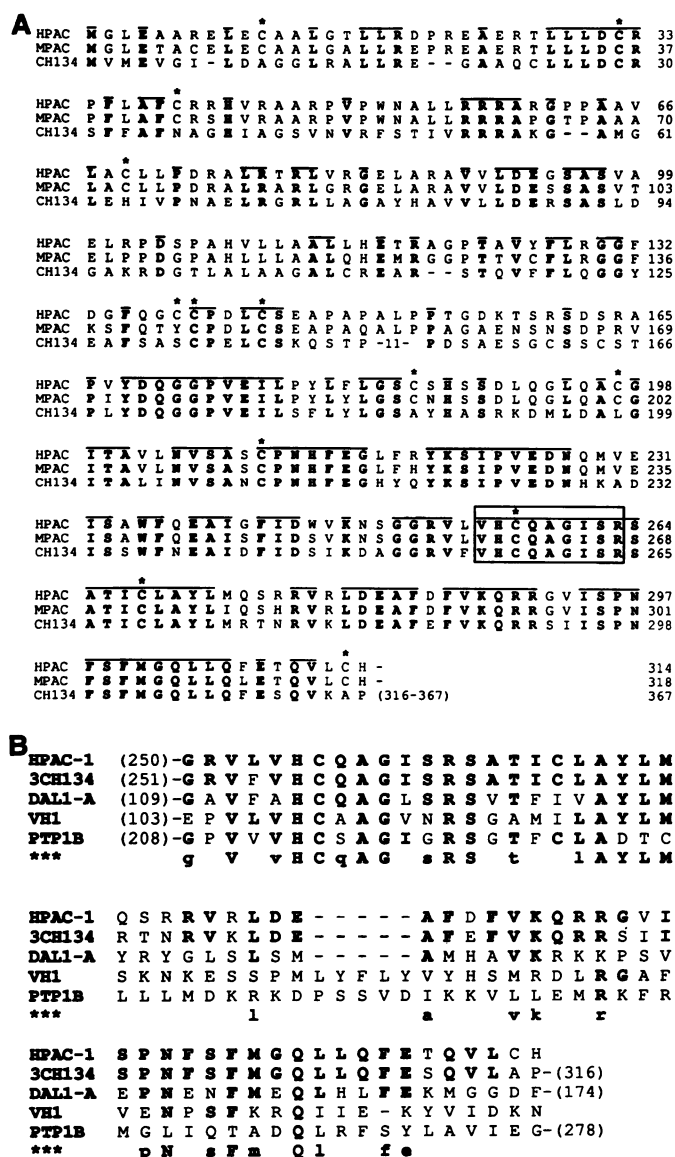 A
*                                                        *
HPAC M G L E A A R E L E C A A L G T L L R D P R E A E R T L L L D C R 33
MPAC M G L E T A C E L E C A A L G A L L R E P R E A E R T L L L D C R 37
CH134 M V M E V G I - L D A G G L R A L L R E - - G A A Q C L L L D C R 30
*
HPAC P F L A F C R R H V R A A R P V P W N A L L R R R A R G P P A A V 66
MPAC P F L A F C R S H V R A A R P V P W N A L L R R R A R G T P A A A 70
CH134 S F F A F N A G H I A G S V N V R F S T I V R R R A K G - - A M G 61
*
HPAC L A C L L P D R A L R T R L V R G E L A R A V V L D E G S A S V A 99
MPAC L A C L L P D R A L R A R L G R G E L A R A V V L D E S S A S V T 103
CH134 L E H I V P N A E L R G R L L A G A Y H A V V L L D E R S A S L D 94
HPAC E L R P D S P A H V L L A A L L H E T R A G P T A V Y F L R G G F 132
MPAC E L P P D G P A H L L L A A L Q H E M R G G P T T V C F L R G G F 136
CH134 G A K R D G T L A L A A G A L C R E A R - - S T Q V F F L Q G G Y 125
* * *
HPAC D G F Q G C C P D L C S E A P A P A L P P T G D K T S R S D S R A 165
MPAC K S F Q T Y C P D L C S E A P A Q A L P P A G A E N S N S D P R V 169
CH134 E A F S A S C P E L C S K Q S T P -11- P D S A E S G C S S C S T 166
* *
HPAC P V Y D Q G G P V E I L P Y L F L G S C S H S S D L Q G L Q A C G 198
MPAC P I Y D Q G G P V E I L P Y L Y L G S C N H S S D L Q G L Q A C G 202
CH134 P L Y D Q G G P V E I L S F L Y L G S A Y H A S R K D M L D A L G 199
*
HPAC I T A V L N V S A S C P N H F E G L F R Y K S I P V E D N Q M V E 231
MPAC I T A V L N V S A S C P N H F E G L F H Y K S I P V E D N Q M V E 235
CH134 I T A L I N V S A N C P N H F E G H Y Q Y K S I P V E D N H K A D 232
*
HPAC I S A W F Q E A I G F I D W V K N S G G R V L V H C Q A G I S R S 264
MPAC I S A W F Q E A I S F I D S V K N S G G R V L V H C Q A G I S R S 268
CH134 I S S W F N E A I D F I D S I K D A G G R V F V H C Q A G I S R S 265
*
HPAC A T I C L A Y L M Q S R R V R L D E A F D F V K Q R R G V I S P N 297
MPAC A T I C L A Y L I Q S H R V R L D E A F D F V K Q R R G V I S P N 301
CH134 A T I C L A Y L M R T N R V K L D E A F E F V K Q R R S I I S P N 298
*
HPAC F S F M G Q L L Q F E T Q V L C H - 314
MPAC F S F M G Q L L Q L E T Q V L C H - 318
CH134 F S F M G Q L L Q F E S Q V K A P (316-367) 367
B
HPAC-1 (250)-G R V L V H C Q A G I S R S A T I C L A Y L M
3CH134 (251)-G R V F V H C Q A G I S R S A T I C L A Y L M
DAL1-A (109)-G A V F A H C Q A G L S R S V T F I V A Y L M
VH1 (103)-E P V L V H C A A G V N R S G A M I L A Y L M
PTP1B (208)-G P V V V H C S A G I G R S G T F C L A D T C
*** g V v H C q A G s R S t l A Y L M
HPAC-1 Q S R R V R L D E - - - - - A F D F V K Q R R G V I
3CH134 R T N R V K L D E - - - - - A F E F V K Q R R S I I
DAL1-A Y R Y G L S L S M - - - - - A M H A V K R K K P S V
VH1 S K N K E S S P M L Y F L Y V Y H S M R D L R G A F
PTP1B L L L M D K R K D P S S V D I K K V L L E M R K F R
*** l a v k r
HPAC-1 S P N F S F M G Q L L Q F E T Q V L C H
3CH134 S P N F S F M G Q L L Q F E S Q V L A P-(316)
DAL1-A E P N E N F M E Q L H L F E K M G G D F-(174)
VH1 V E N P S F K R Q I I E - K Y V I D K N
PTP1B M G L I Q T A D Q L R F S Y L A V I E G-(278)
*** p N s F m Q l f e